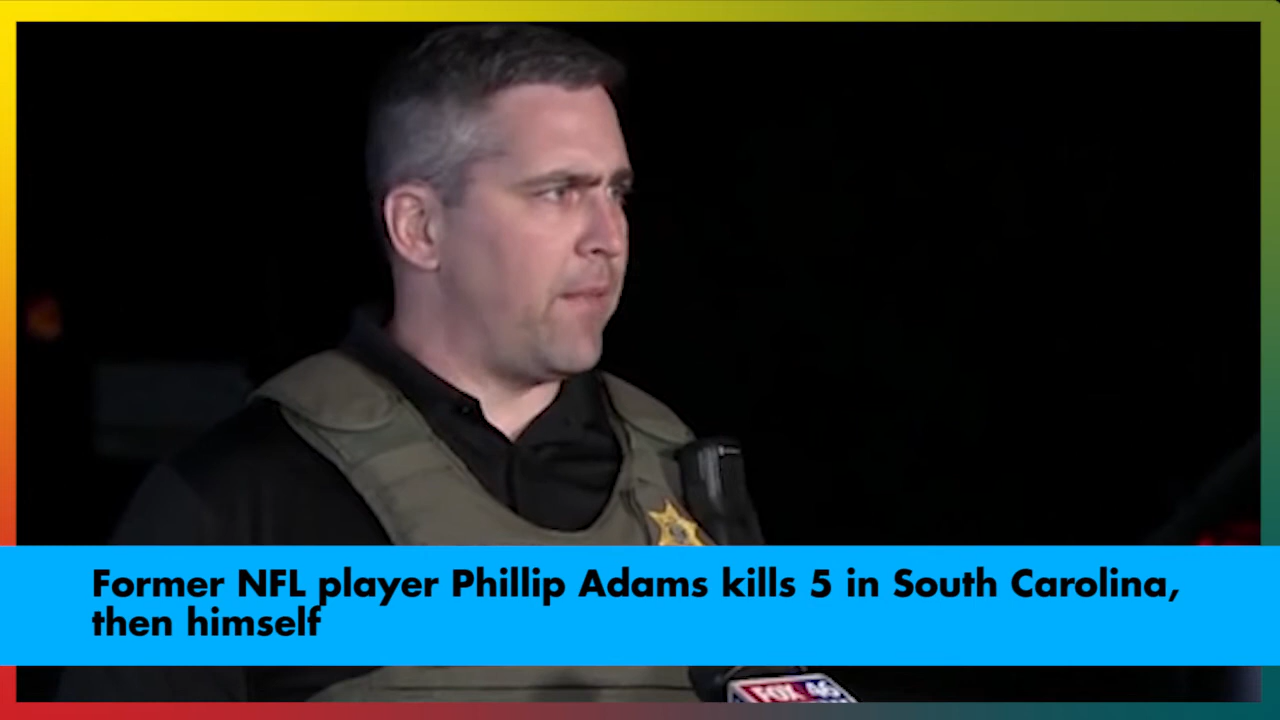 Former NFL player Phillip Adams kills 5 in South Carolina,
then himself
FOX 46